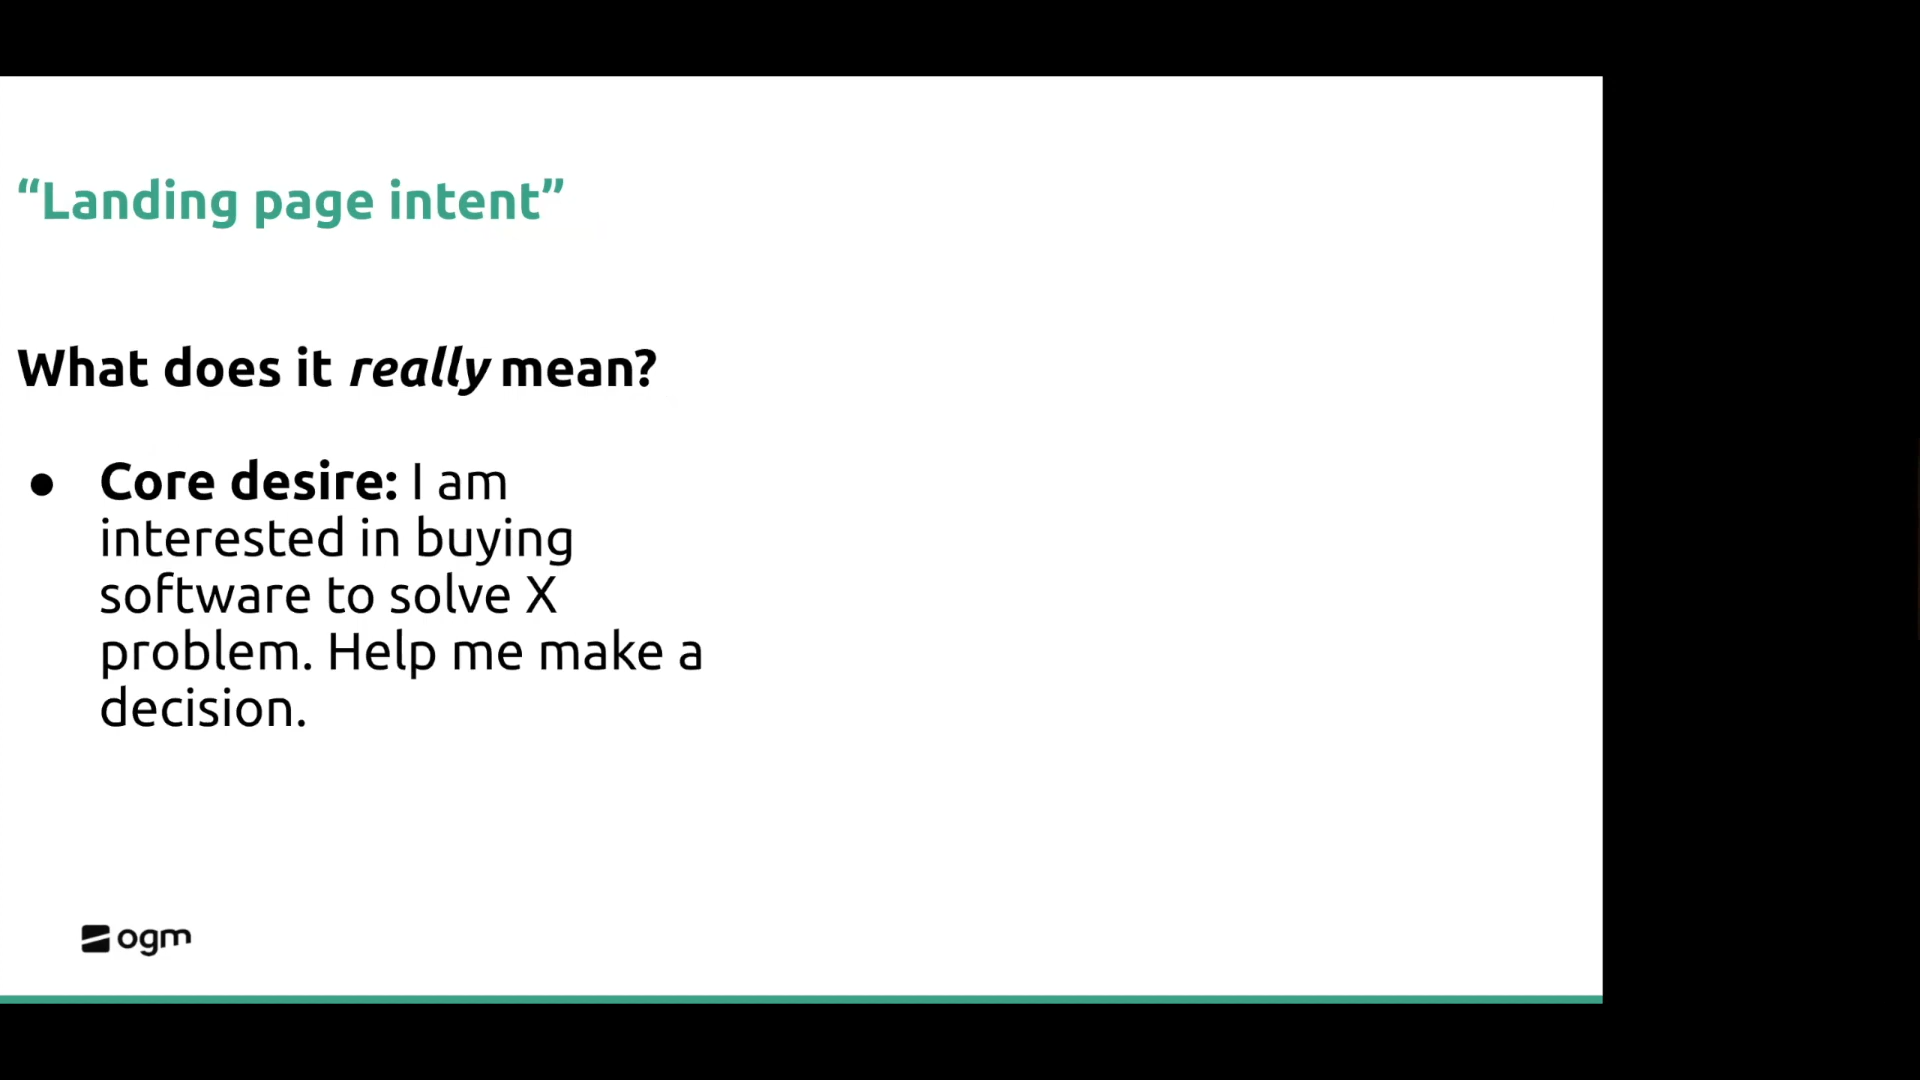 “Landing page intent”
What does it really mean?
● Core desire: I am
interested in buying
software to solve X
problem. Help me make a
decision.
ogm